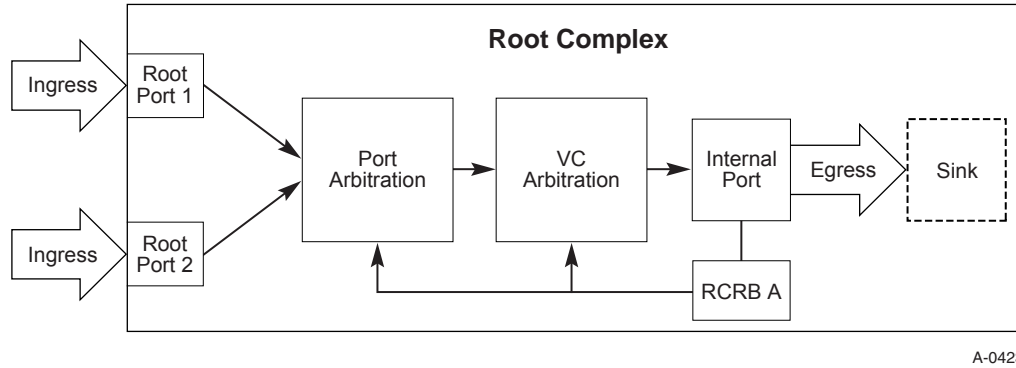 Root Complex
Ingress
Root
Port 1
Port
Arbitration
VC
Arbitration
Internal
Port
Egress
Sink
Ingress
Root
Port 2
RCRB A
A-042